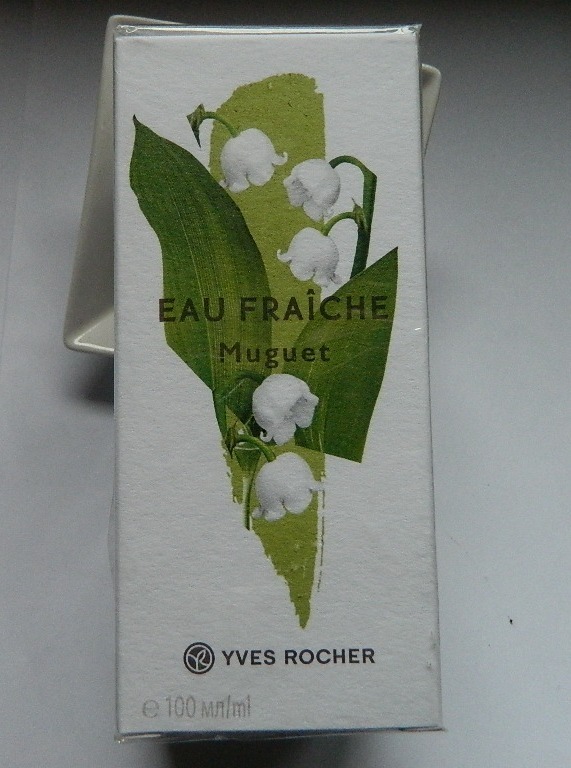 EAU FRAÎCHE
Muguet
YVES ROCHER
℮ 100 мл/ml